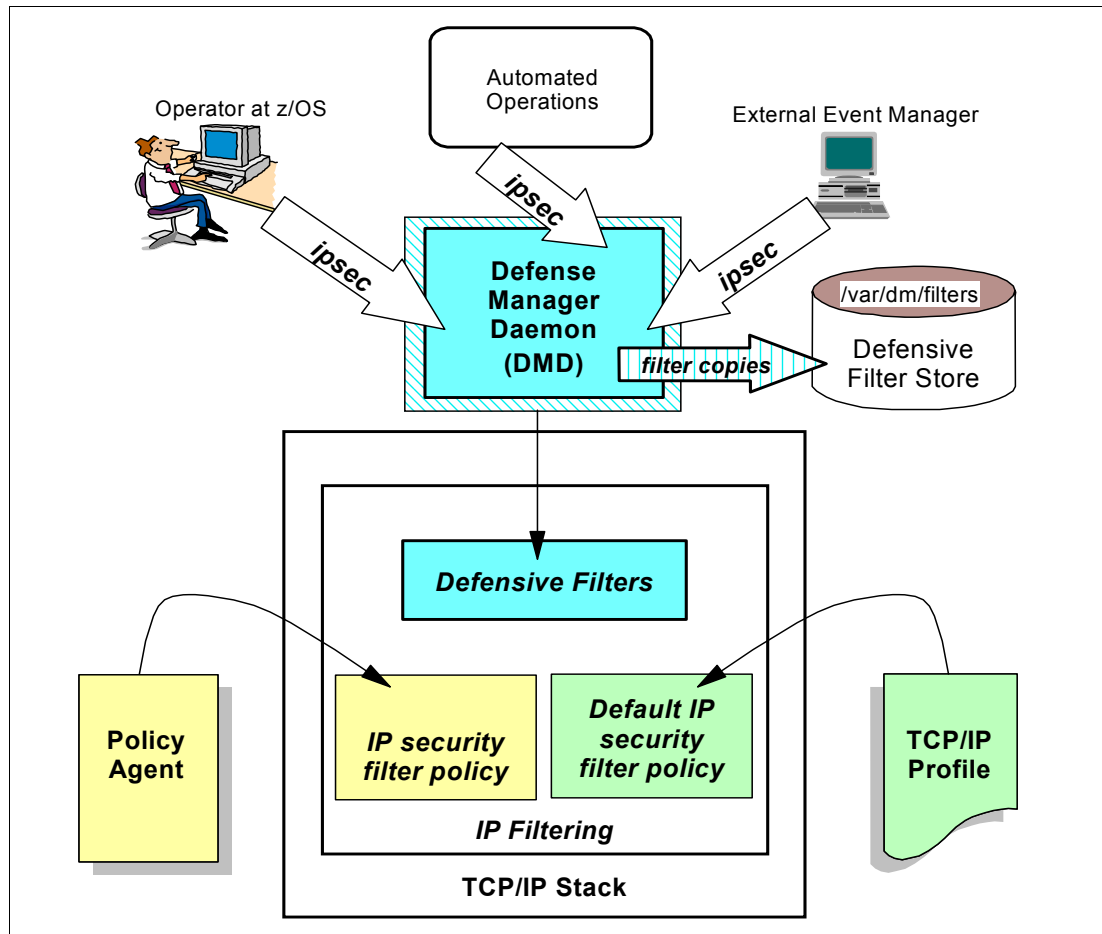 Automated
Operations
Operator at z/OS
External Event Manager
ipsec
ipsec
ipsec
Defense
Manager
Daemon
(DMD)
filter copies
/var/dm/filters
Defensive
Filter Store
Defensive Filters
Policy
Agent
IP security
filter policy
Default IP
security
filter policy
TCP/IP
Profile
IP Filtering
TCP/IP Stack